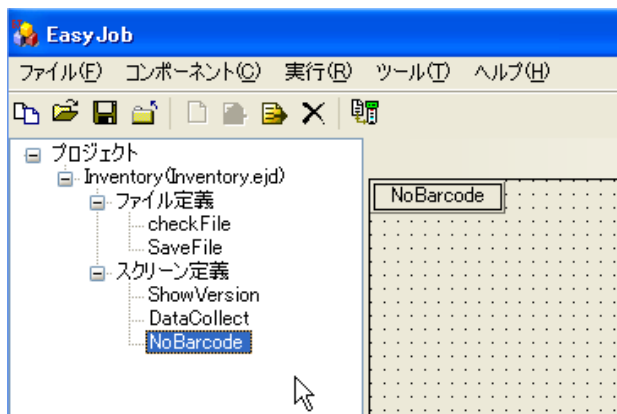 EasyJob
ファイル(F) コンポーネント(C) 実行(R) ツール(T) ヘルプ(H)
プロジェクト
Inventory(Inventory.ejd)
ファイル定義
checkFile
SaveFile
スクリーン定義
ShowVersion
DataCollect
NoBarcode
NoBarcode